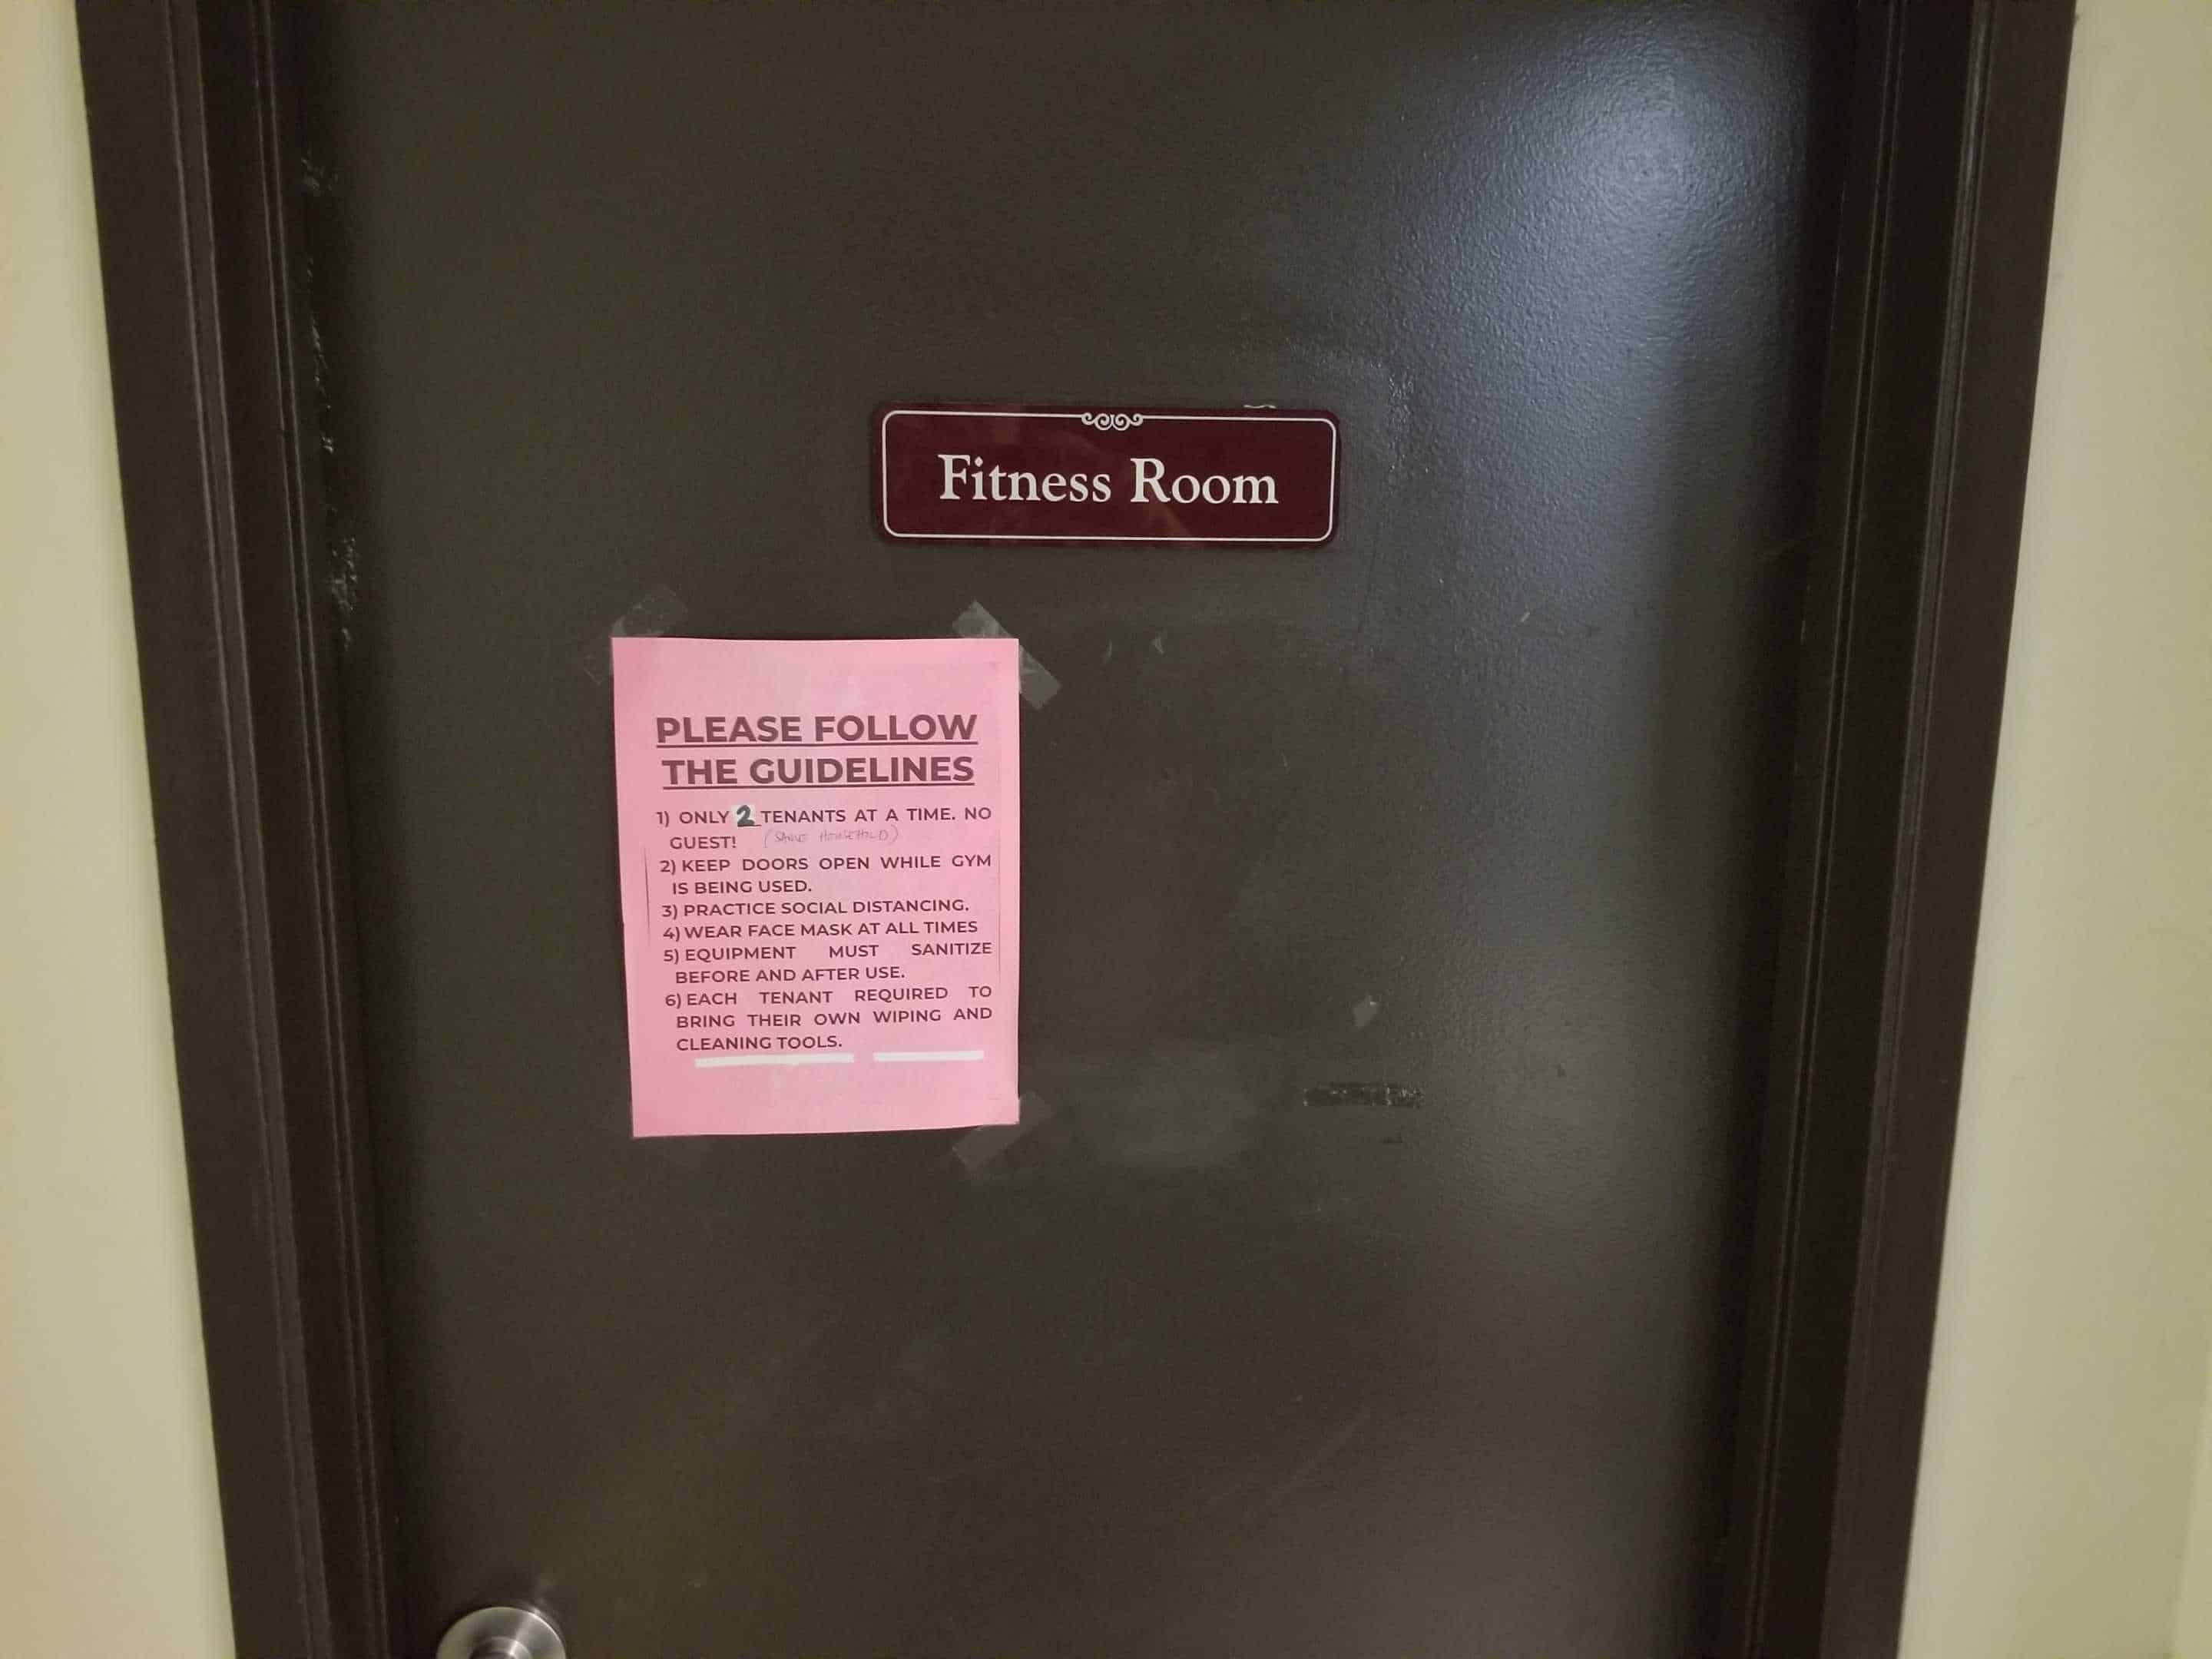 Fitness Room
PLEASE FOLLOW
THE GUIDELINES
1) ONLY 2 TENANTS AT A TIME. NO
GUEST! (SAME HOUSEHOLD)
2) KEEP DOORS OPEN WHILE GYM
IS BEING USED.
3) PRACTICE SOCIAL DISTANCING.
4) WEAR FACE MASK AT ALL TIMES
5) EQUIPMENT MUST SANITIZE
BEFORE AND AFTER USE.
6) EACH TENANT REQUIRED TO
BRING THEIR OWN WIPING AND
CLEANING TOOLS.